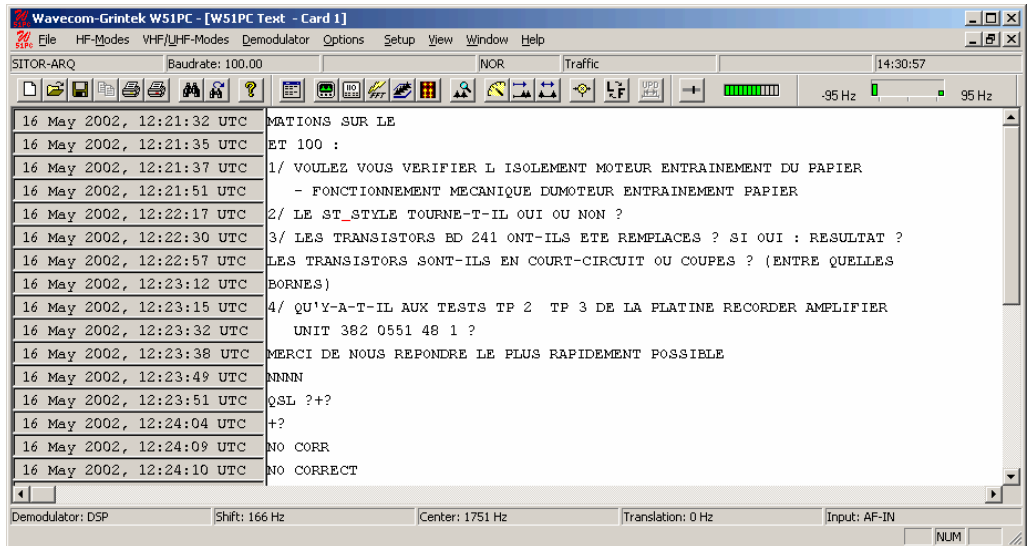 Wavecom-Grintek W51PC - [W51PC Text - Card 1]
File HF-Modes VHF/UHF-Modes Demodulator Options Setup View Window Help
SITOR-ARQ Baudrate: 100.00 NOR Traffic 14:30:57
-95 Hz 95 Hz
16 May 2002, 12:21:32 UTC MATIONS SUR LE
16 May 2002, 12:21:35 UTC ET 100 :
16 May 2002, 12:21:37 UTC 1/ VOULEZ VOUS VERIFIER L ISOLEMENT MOTEUR ENTRAINEMENT DU PAPIER
16 May 2002, 12:21:51 UTC - FONCTIONNEMENT MECANIQUE DUMOTEUR ENTRAINEMENT PAPIER
16 May 2002, 12:22:17 UTC 2/ LE ST_STYLE TOURNE-T-IL OUI OU NON ?
16 May 2002, 12:22:30 UTC 3/ LES TRANSISTORS BD 241 ONT-ILS ETE REMPLACES ? SI OUI : RESULTAT ?
16 May 2002, 12:22:57 UTC LES TRANSISTORS SONT-ILS EN COURT-CIRCUIT OU COUPES ? (ENTRE QUELLES
16 May 2002, 12:23:12 UTC BORNES)
16 May 2002, 12:23:15 UTC 4/ QU'Y-A-T-IL AUX TESTS TP 2 TP 3 DE LA PLATINE RECORDER AMPLIFIER
16 May 2002, 12:23:32 UTC UNIT 382 0551 48 1 ?
16 May 2002, 12:23:38 UTC MERCI DE NOUS REPONDRE LE PLUS RAPIDEMENT POSSIBLE
16 May 2002, 12:23:49 UTC NNNN
16 May 2002, 12:23:51 UTC QSL ?+?
16 May 2002, 12:24:04 UTC +?
16 May 2002, 12:24:09 UTC NO CORR
16 May 2002, 12:24:10 UTC NO CORRECT
Demodulator: DSP Shift: 166 Hz Center: 1751 Hz Translation: 0 Hz Input: AF-IN
NUM